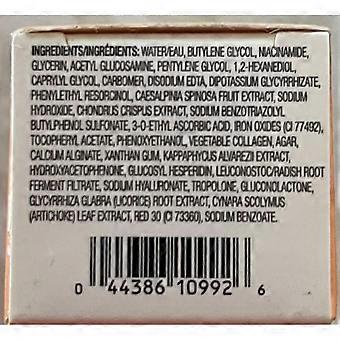 INGREDIENTS/INGRÉDIENTS: WATER/EAU, BUTYLENE GLYCOL, NIACINAMIDE,
GLYCERIN, ACETYL GLUCOSAMINE, PENTYLENE GLYCOL, 1,2-HEXANEDIOL,
CAPRYLYL GLYCOL, CARBOMER, DISODIUM EDTA, DIPOTASSIUM GLYCYRRHIZATE,
PHENYLETHYL RESORCINOL, CAESALPINIA SPINOSA FRUIT EXTRACT, SODIUM
HYDROXIDE, CHONDRUS CRISPUS EXTRACT, SODIUM BENZOTRIAZOLYL
BUTYLPHENOL SULFONATE, 3-O-ETHYL ASCORBIC ACID, IRON OXIDES (CI 77492),
TOCOPHERYL ACETATE, PHENOXYETHANOL, VEGETABLE COLLAGEN, AGAR,
CALCIUM ALGINATE, XANTHAN GUM, KAPPAPHYCUS ALVAREZII EXTRACT,
HYDROXYACETOPHENONE, GLUCOSYL HESPERIDIN, LEUCONOSTOC/RADISH ROOT
FERMENT FILTRATE, SODIUM HYALURONATE, TROPOLONE, GLUCONOLACTONE,
GLYCYRRHIZA GLABRA (LICORICE) ROOT EXTRACT, CYNARA SCOLYMUS
(ARTICHOKE) LEAF EXTRACT, RED 30 (CI 73360), SODIUM BENZOATE.
0 44386 10992 6